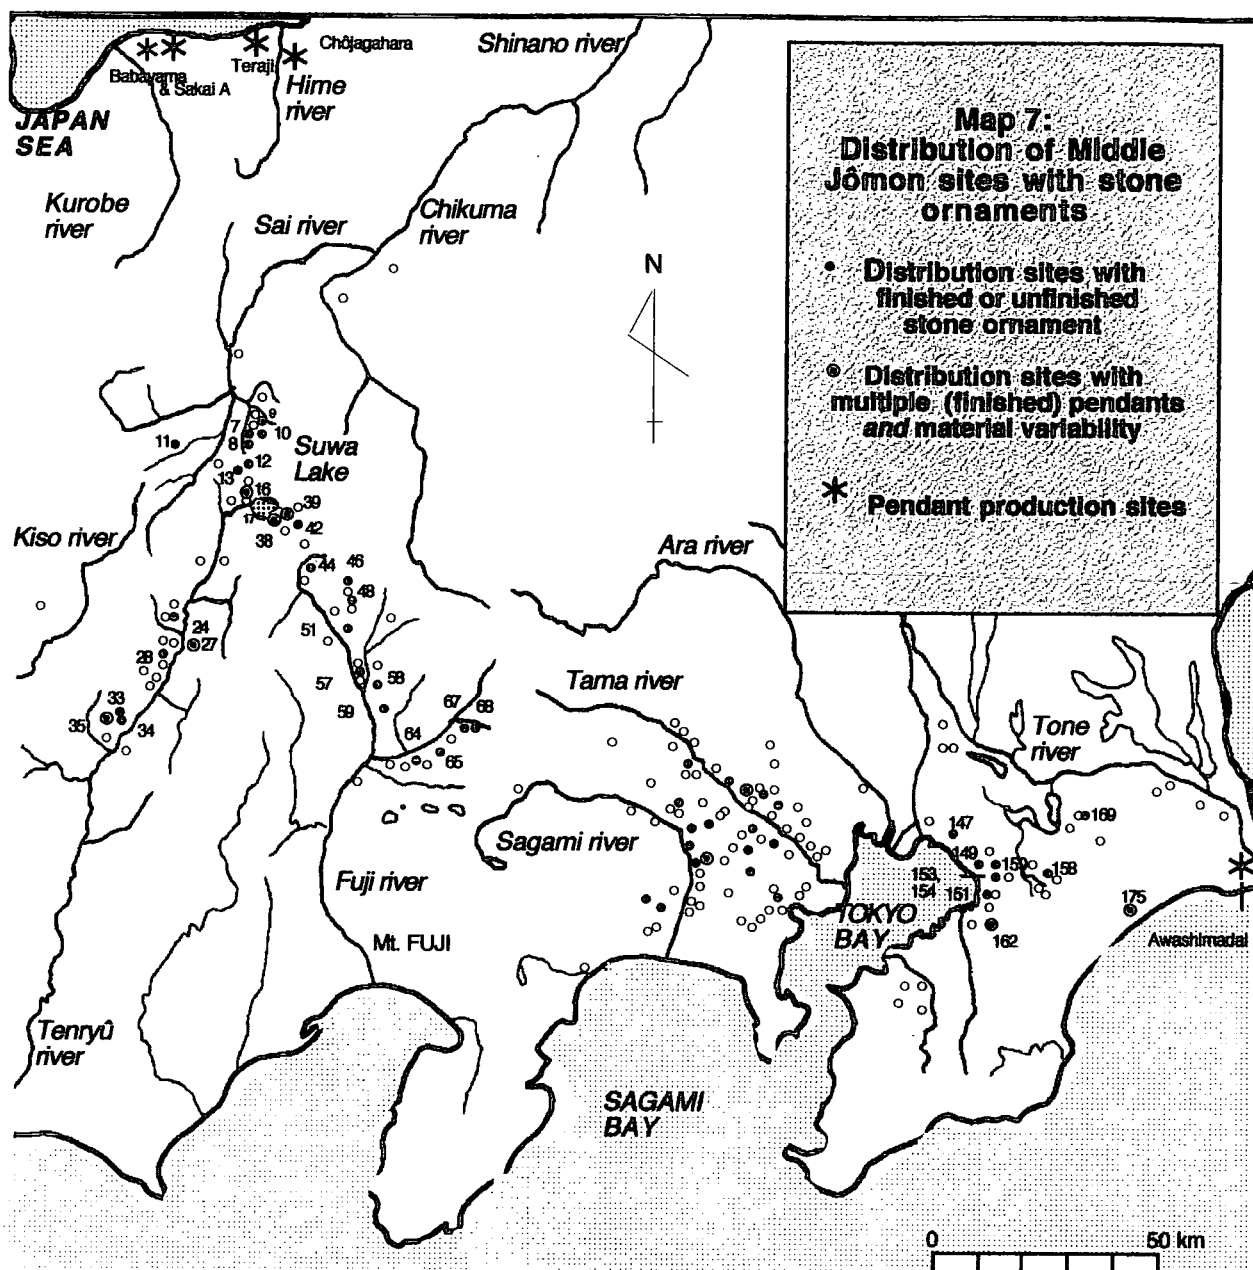 Chôjagahara
Shinano river
Babayama
& Sakai A
Teraji
Hime
river
JAPAN
SEA
Map 7:
Distribution of Middle
Jômon sites with stone
ornaments
Distribution sites with
finished or unfinished
stone ornament
Distribution sites with
multiple (finished) pendants
and material variability
Pendant production sites
Kurobe
river
Sai river
Chikuma
river
N
9
7
8
10
11
12
13
16
17
Suwa
Lake
39
38
42
Kiso river
Ara river
44
46
48
51
24
27
28
57
58
59
33
34
35
64
65
67
68
Tama river
Tone
river
Sagami river
147
149
169
159
153,
154
151
158
175
162
Fuji river
Mt. FUJI
TOKYO
BAY
Awashimadai
Tenryû
river
SAGAMI
BAY
0
50 km